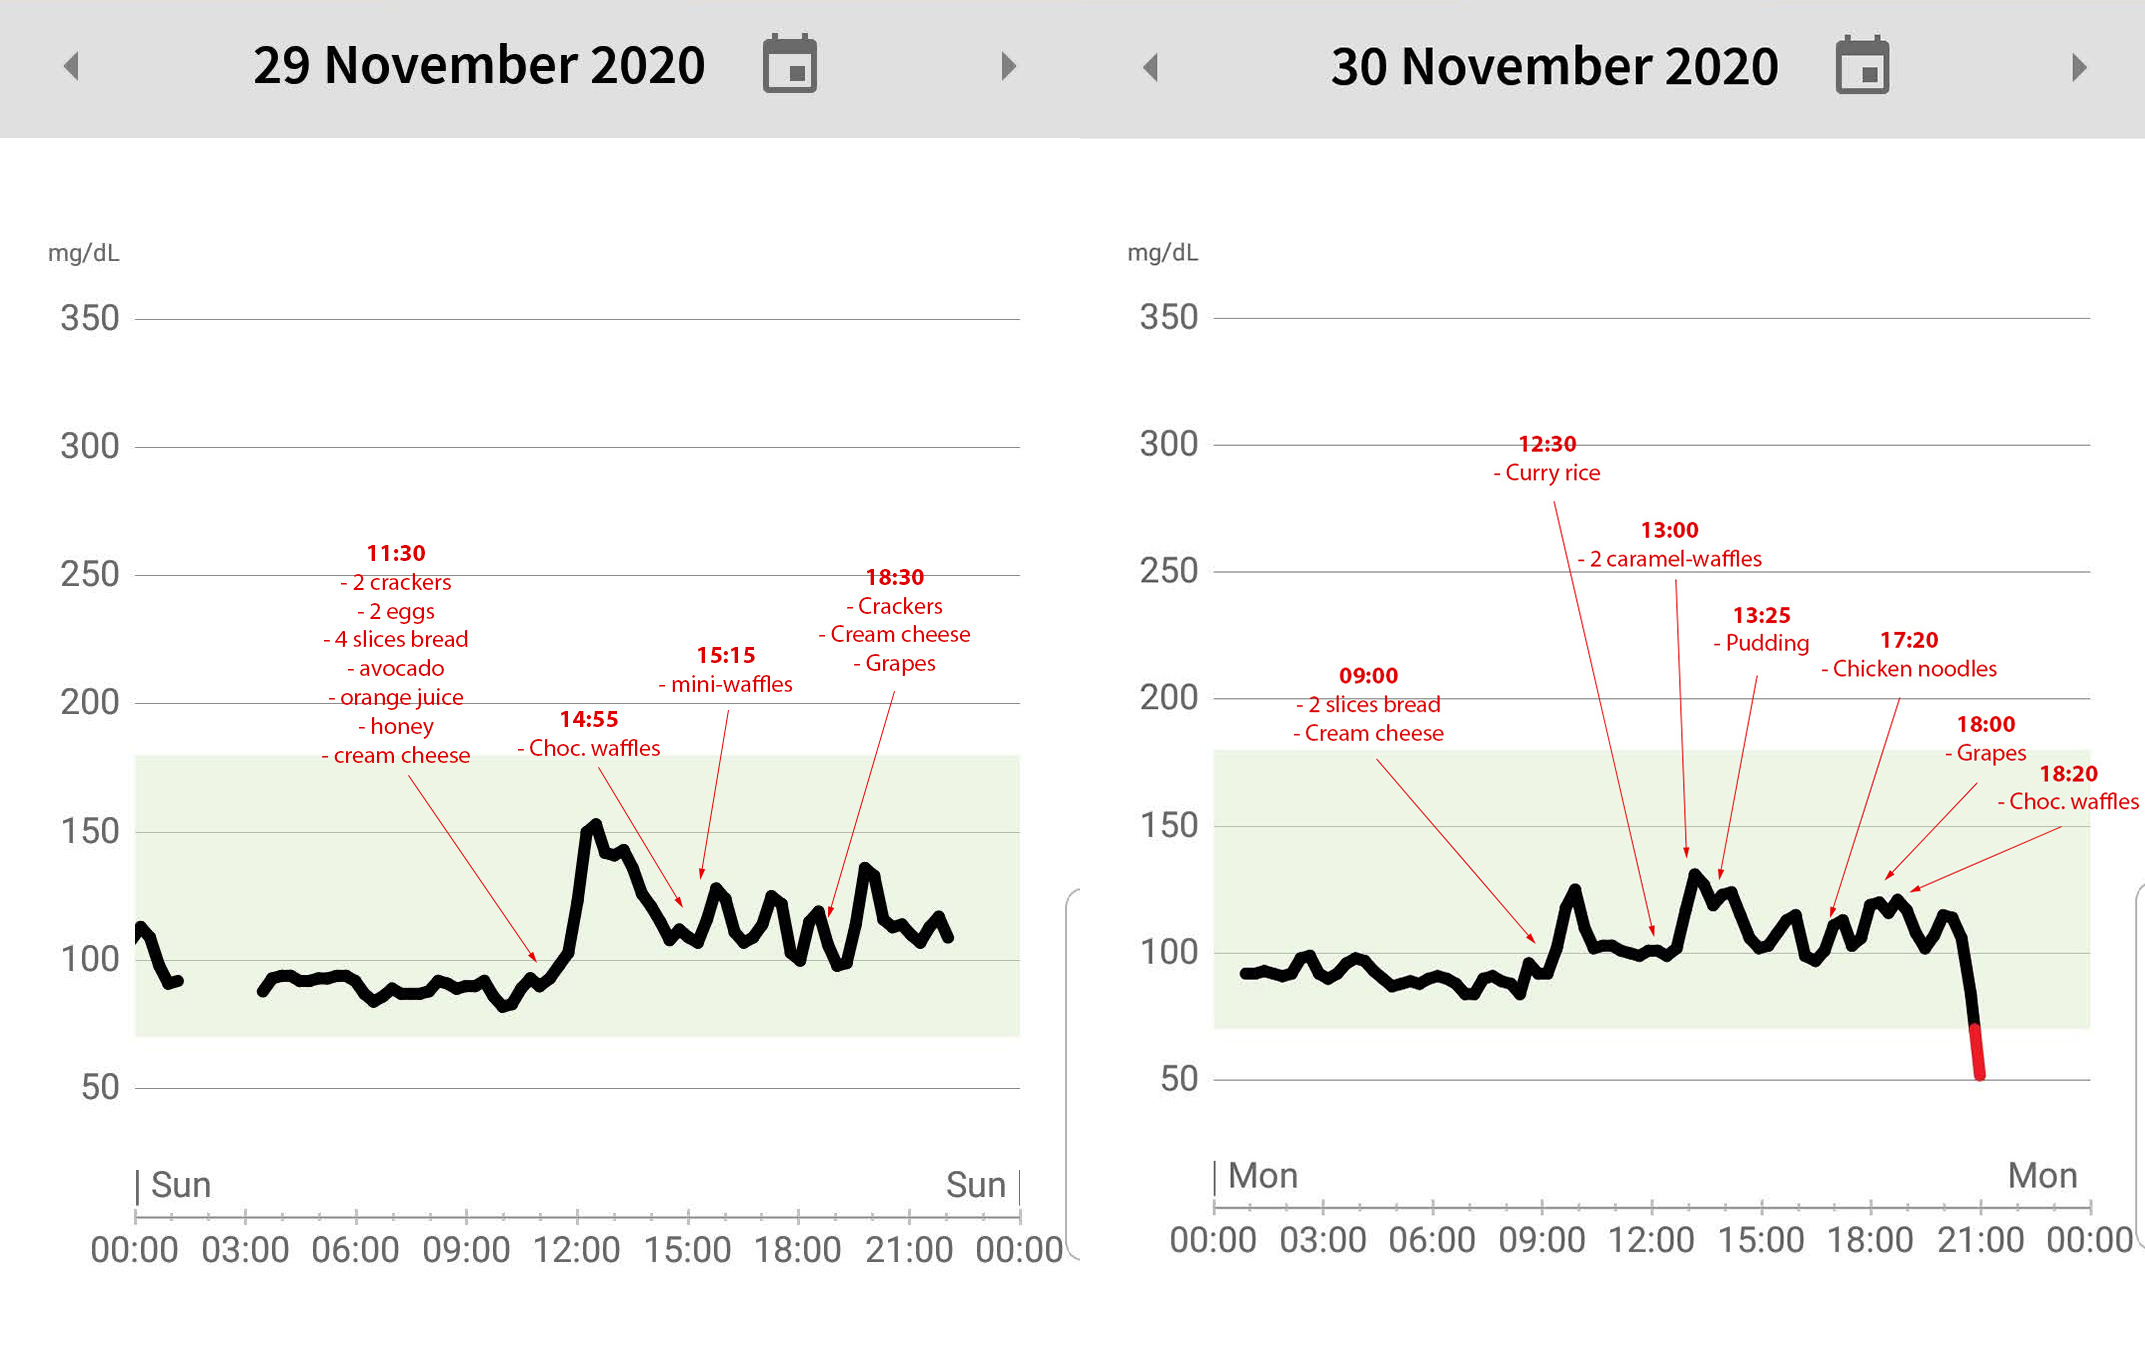 29 November 2020
mg/dL
350
300
250
200
150
100
50
11:30
- 2 crackers
- 2 eggs
- 4 slices bread
- avocado
- orange juice
- honey
- cream cheese
14:55
- Choc. waffles
15:15
- mini-waffles
18:30
- Crackers
- Cream cheese
- Grapes
Sun
Sun
00:00 03:00 06:00 09:00 12:00 15:00 18:00 21:00 00:00
30 November 2020
mg/dL
350
300
250
200
150
100
50
09:00
- 2 slices bread
- Cream cheese
12:30
- Curry rice
13:00
- 2 caramel-waffles
13:25
- Pudding
17:20
- Chicken noodles
18:00
- Grapes
18:20
- Choc. waffles
Mon
Mon
00:00 03:00 06:00 09:00 12:00 15:00 18:00 21:00 00:00